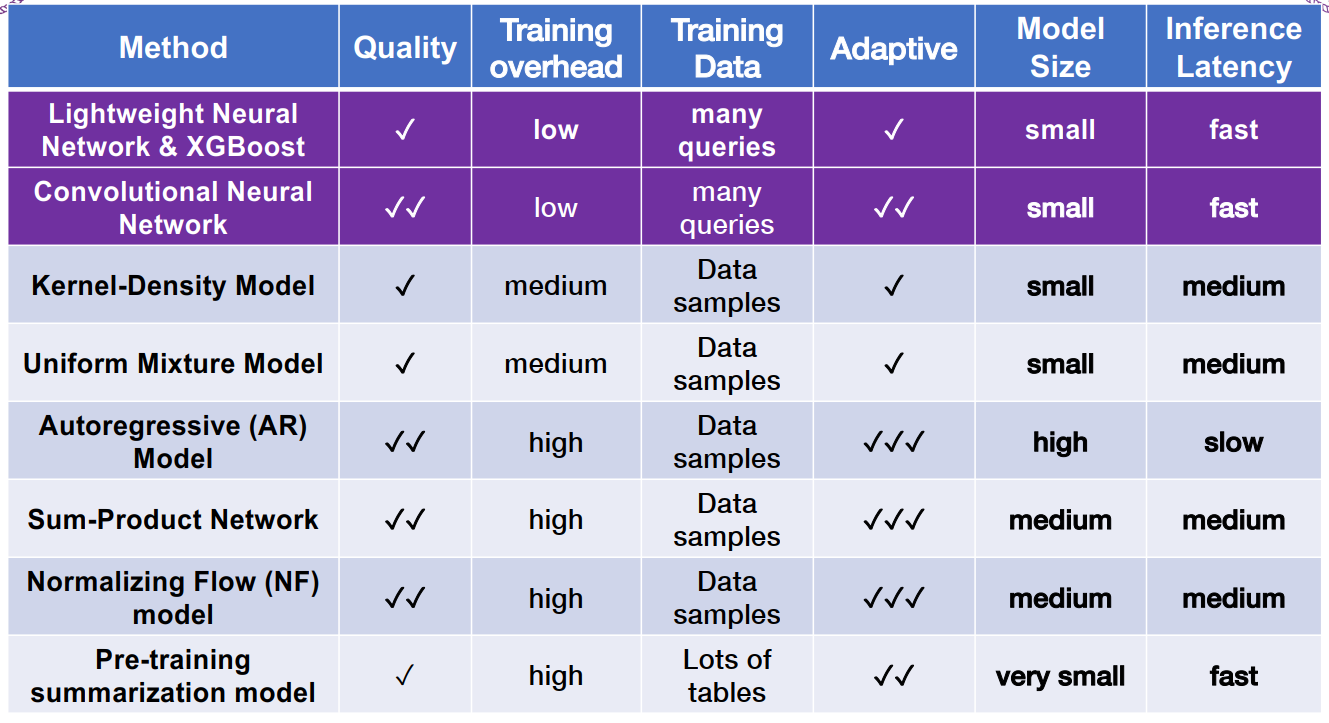 Method Quality Training overhead Training Data Adaptive Model Size Inference Latency
Lightweight Neural Network & XGBoost ✓ low many queries ✓ small fast
Convolutional Neural Network ✓✓ low many queries ✓✓ small fast
Kernel-Density Model ✓ medium Data samples ✓ small medium
Uniform Mixture Model ✓ medium Data samples ✓ small medium
Autoregressive (AR) Model ✓✓ high Data samples ✓✓✓ high slow
Sum-Product Network ✓✓ high Data samples ✓✓✓ medium medium
Normalizing Flow (NF) model ✓✓ high Data samples ✓✓✓ medium medium
Pre-training summarization model ✓ high Lots of tables ✓✓ very small fast